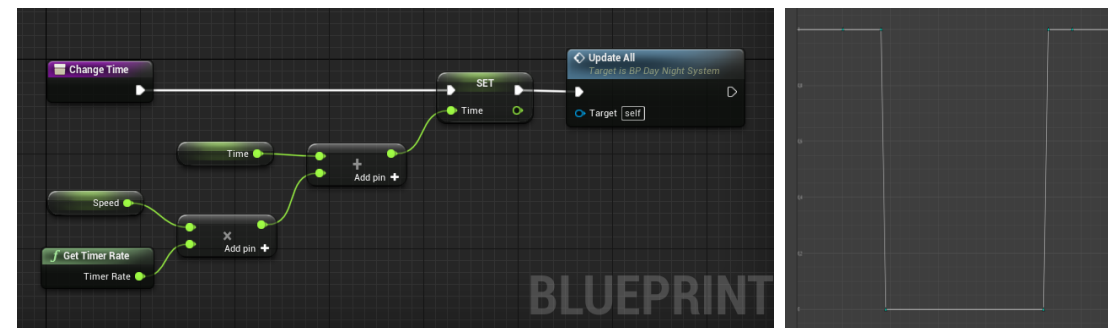 Change Time
SET
Time
Update All
Target is BP Day Night System
Target self
Time
+
Add pin +
Speed
x
Add pin +
f Get Timer Rate
Timer Rate
BLUEPRINT